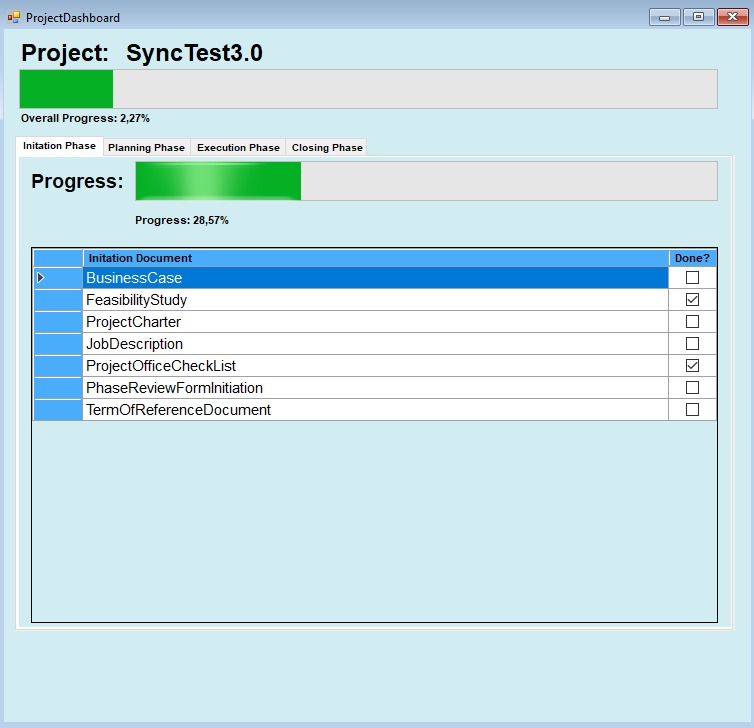 ProjectDashboard
Project: SyncTest3.0
Overall Progress: 2,27%
Initation Phase Planning Phase Execution Phase Closing Phase
Progress:
Progress: 28,57%
Initation Document Done?
BusinessCase
FeasibilityStudy
ProjectCharter
JobDescription
ProjectOfficeCheckList
PhaseReviewFormInitiation
TermOfReferenceDocument